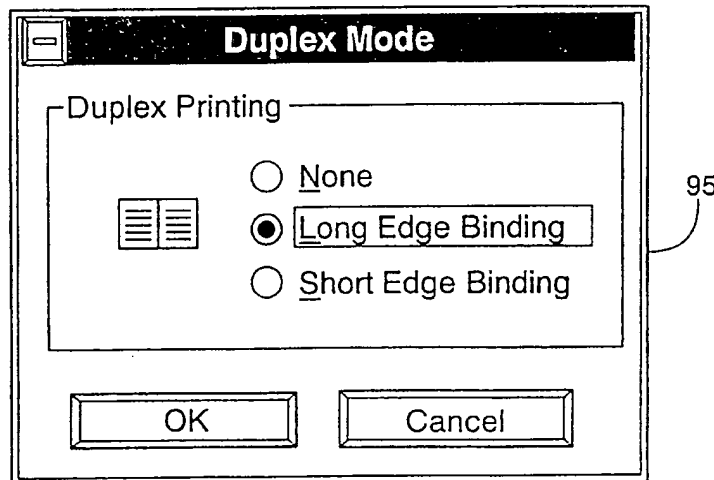 Duplex Mode
Duplex Printing
None
95
Long Edge Binding
Short Edge Binding
OK
Cancel